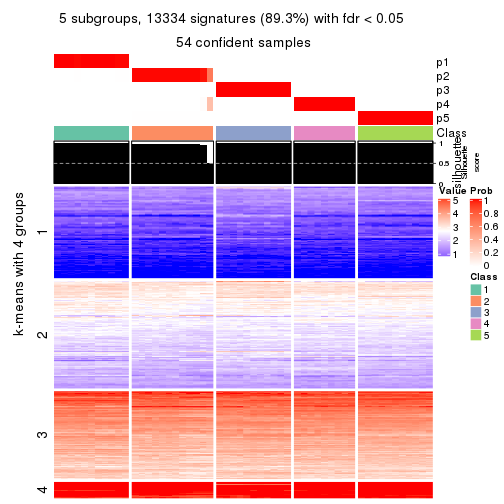 5 subgroups, 13334 signatures (89.3%) with fdr < 0.05
54 confident samples
p1
p2
p3
p4
p5
Class
1
0.5
0
silhouette
Silhouette
score
k-means with 4 groups
1
2
3
4
Value
5
4
3
2
1
Prob
1
0.8
0.6
0.4
0.2
0
Class
1
2
3
4
5